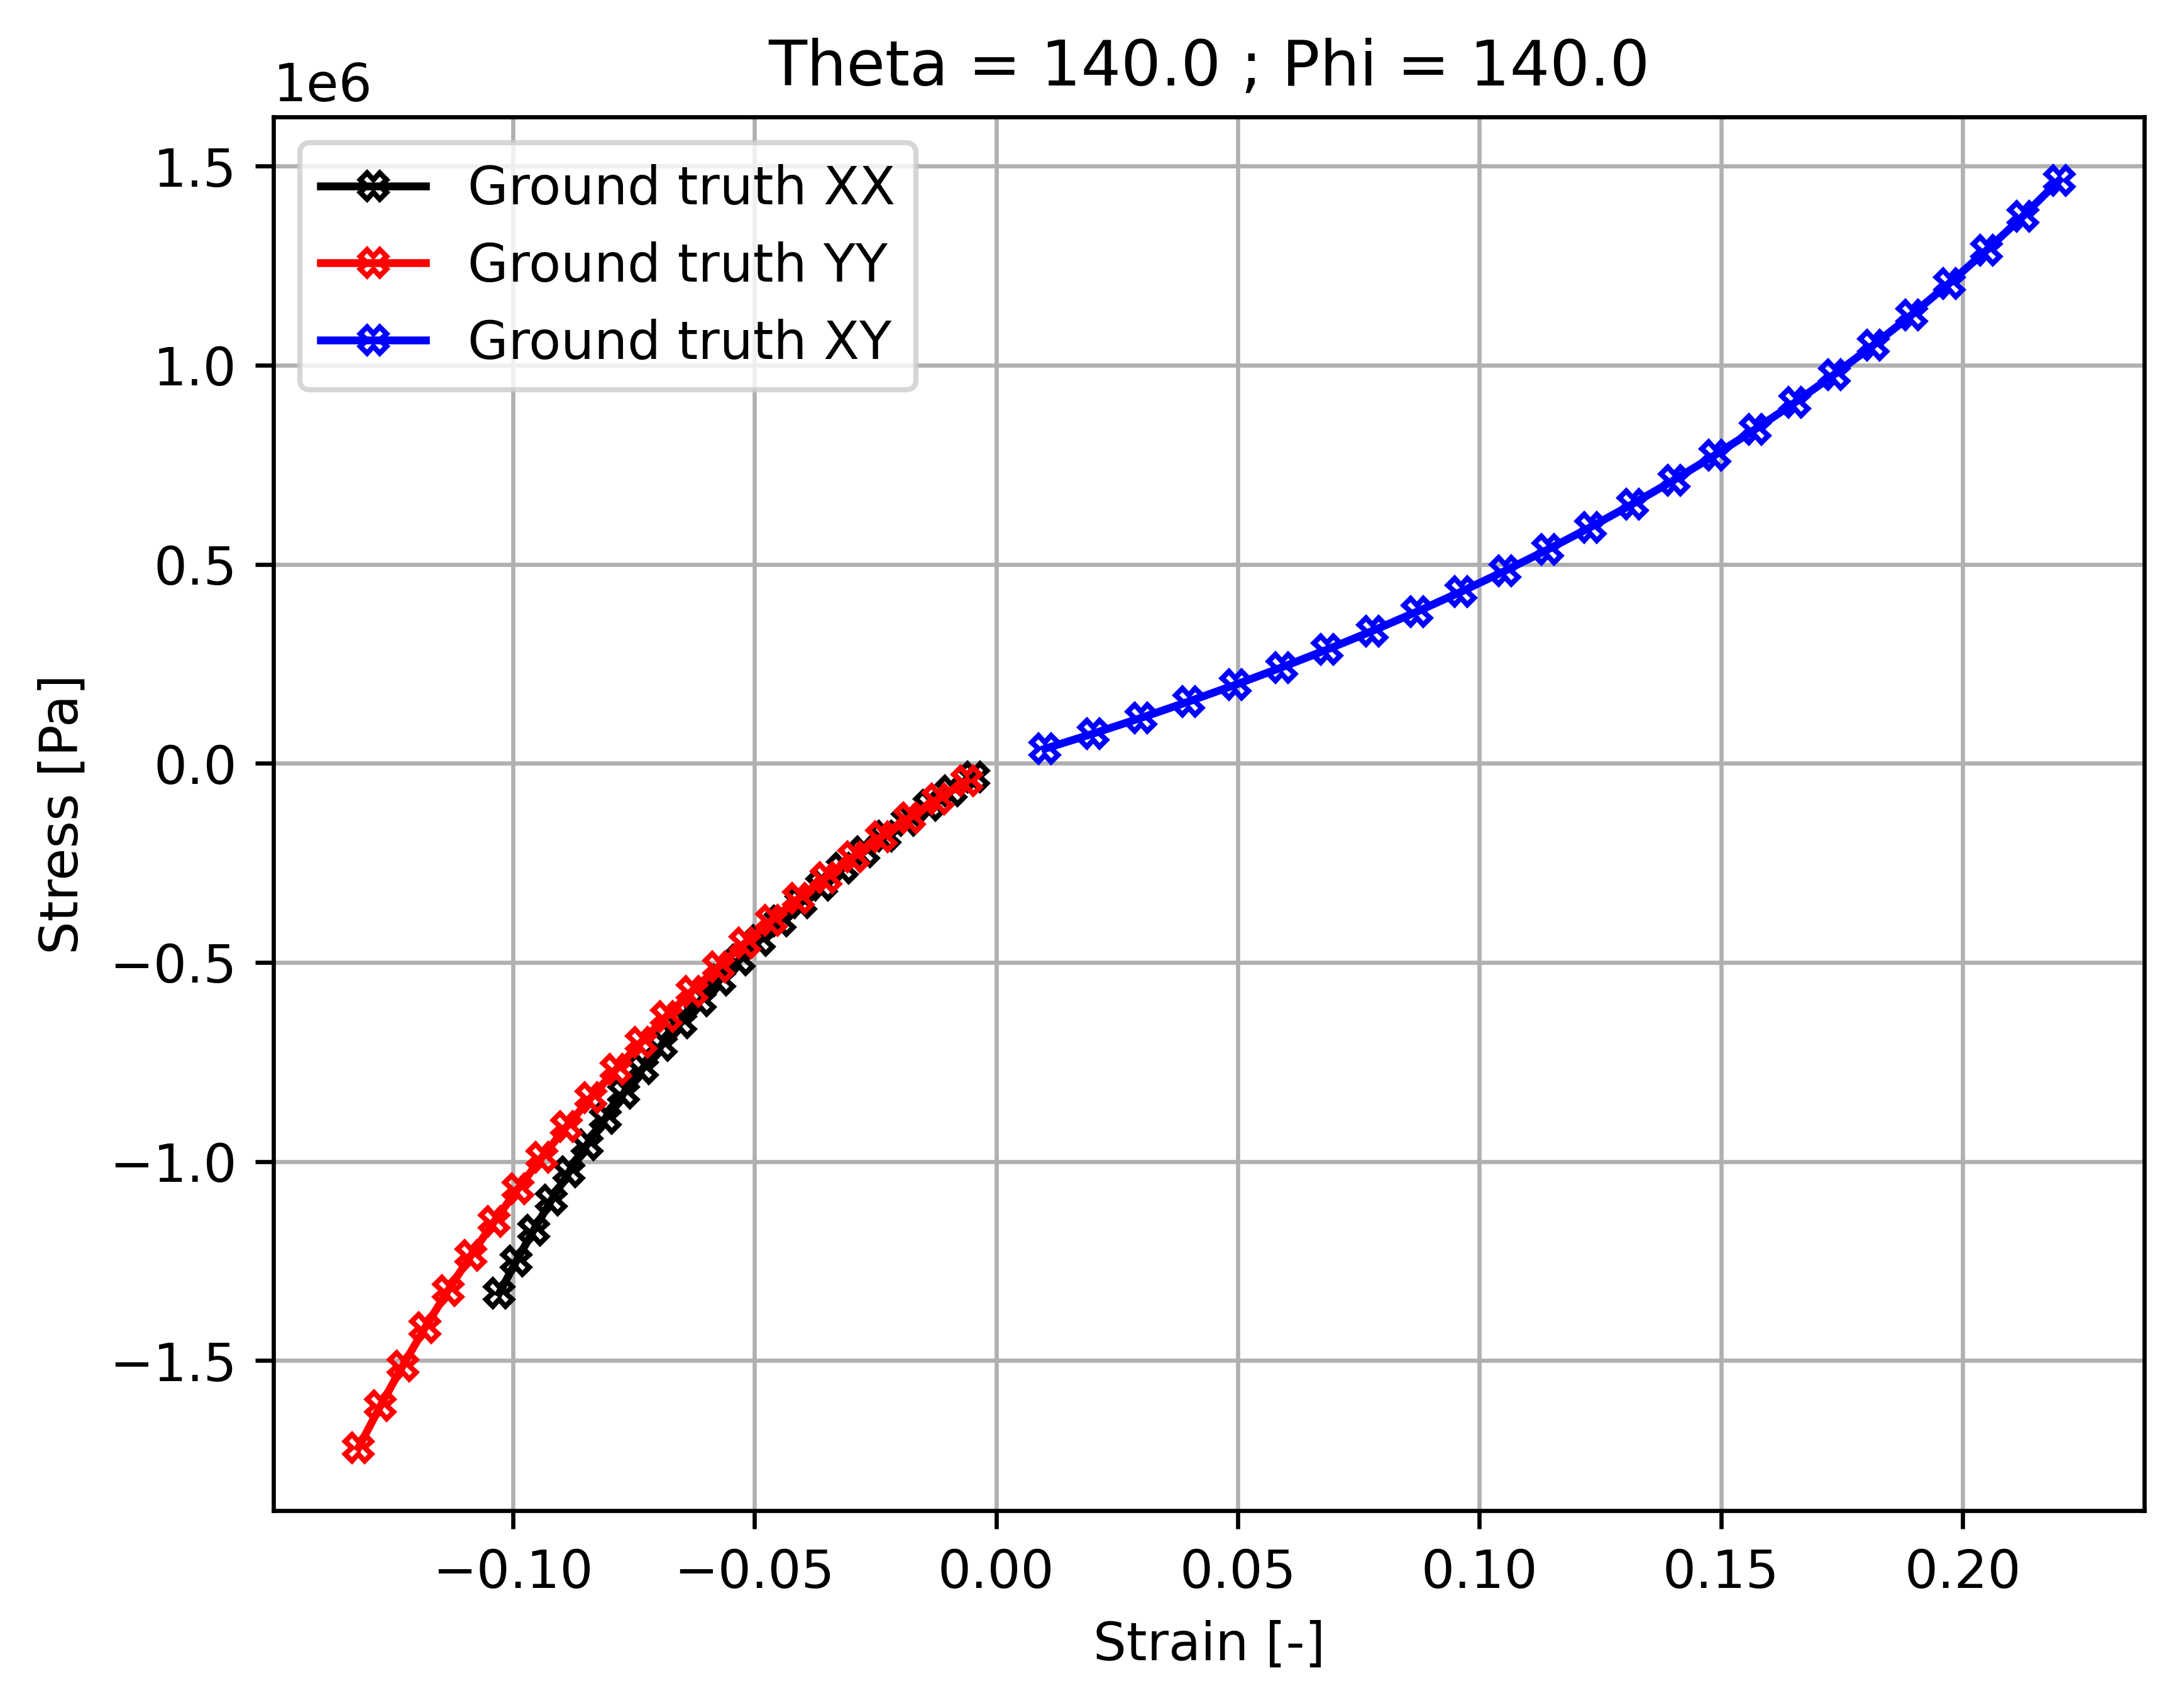 Theta = 140.0 ; Phi = 140.0
1e6
Ground truth XX
Ground truth YY
Ground truth XY
1.5
1.0
0.5
0.0
−0.5
−1.0
−1.5
Stress [Pa]
−0.10 −0.05 0.00 0.05 0.10 0.15 0.20
Strain [-]